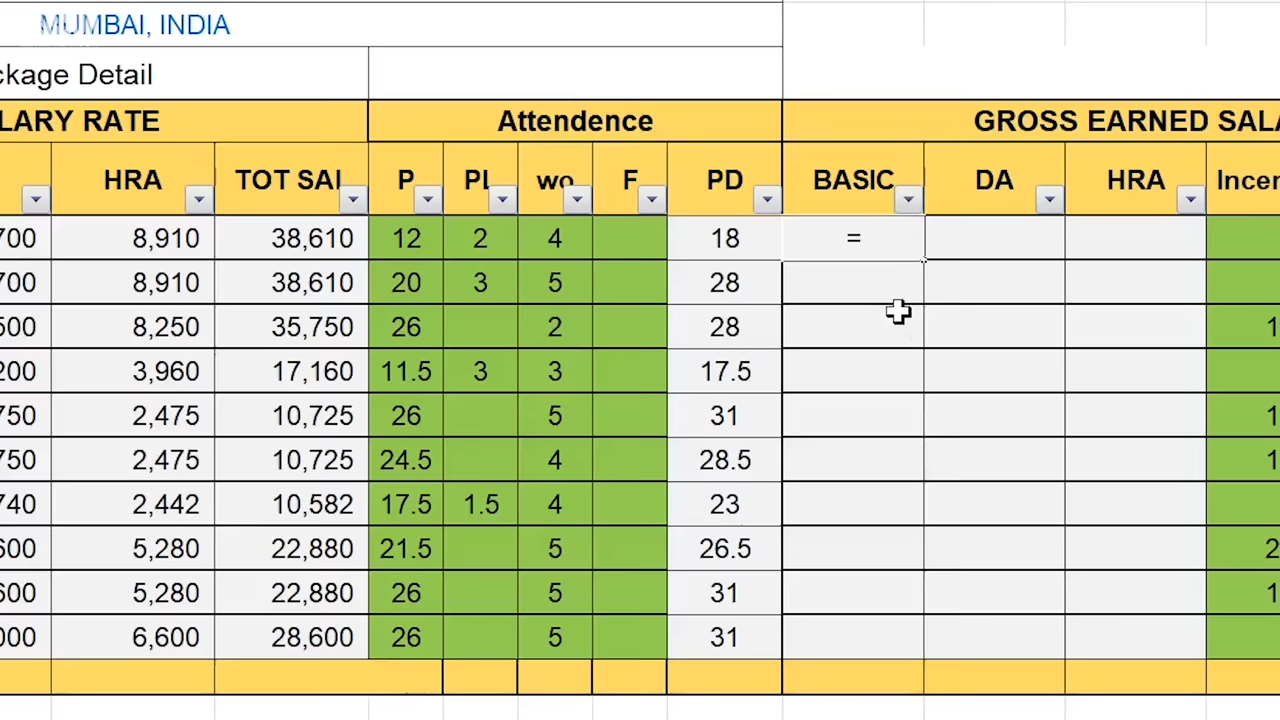 MUMBAI, INDIA
ckage Detail
LARY RATE Attendence GROSS EARNED SALA
HRA TOT SAL P PL wo F PD BASIC DA HRA Incen
700 8,910 38,610 12 2 4 18 =
700 8,910 38,610 20 3 5 28
500 8,250 35,750 26 2 28 1
200 3,960 17,160 11.5 3 3 17.5
750 2,475 10,725 26 5 31 1
750 2,475 10,725 24.5 4 28.5 1
740 2,442 10,582 17.5 1.5 4 23
600 5,280 22,880 21.5 5 26.5 2
600 5,280 22,880 26 5 31 1
000 6,600 28,600 26 5 31